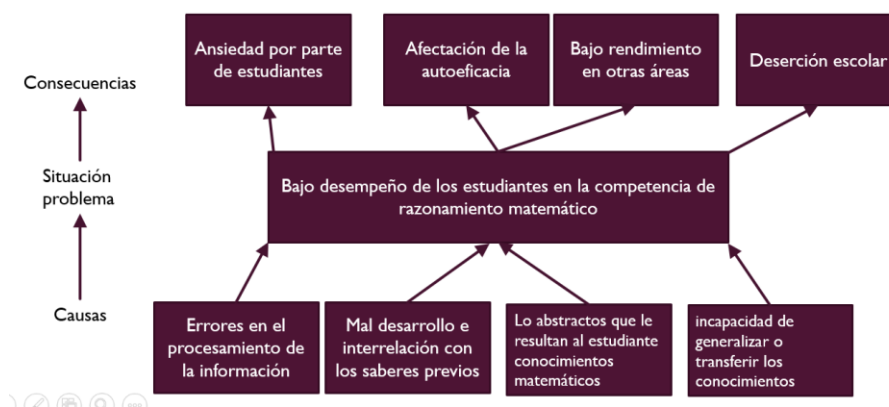 Ansiedad por parte
de estudiantes
Afectación de la
autoeficacia
Bajo rendimiento
en otras áreas
Deserción escolar
Consecuencias
Situación
problema
Bajo desempeño de los estudiantes en la competencia de
razonamiento matemático
Causas
Errores en el
procesamiento de
la información
Mal desarrollo e
interrelación con
los saberes previos
Lo abstractos que le
resultan al estudiante
conocimientos
matemáticos
incapacidad de
generalizar o
transferir los
conocimientos